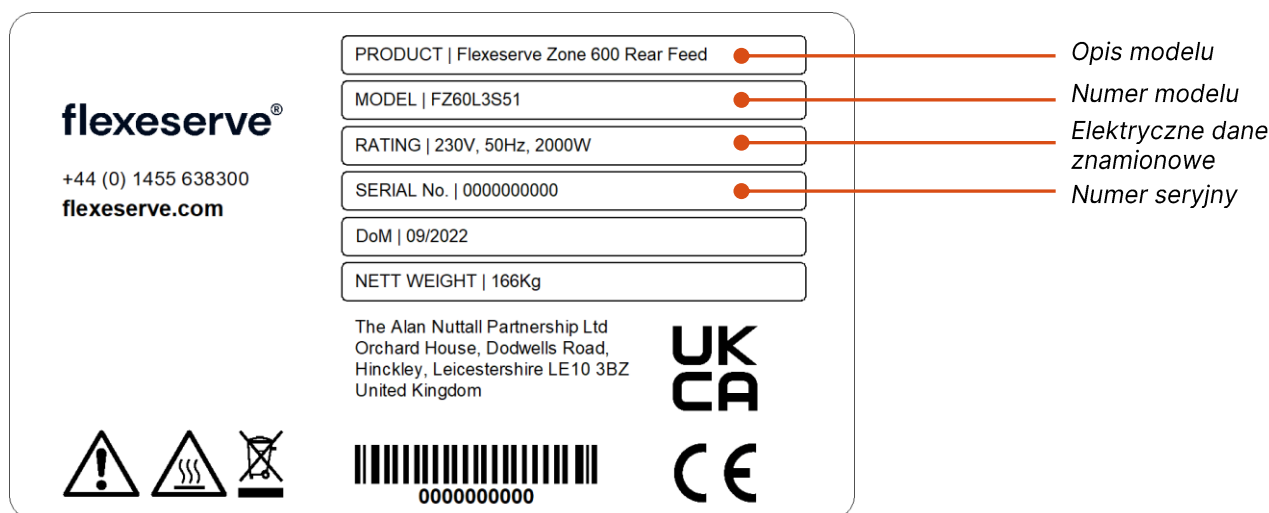 flexeserve®
+44 (0) 1455 638300
flexeserve.com
PRODUCT | Flexeserve Zone 600 Rear Feed
MODEL | FZ60L3S51
RATING | 230V, 50Hz, 2000W
SERIAL No. | 0000000000
DoM | 09/2022
NETT WEIGHT | 166Kg
The Alan Nuttall Partnership Ltd
Orchard House, Dodwells Road,
Hinckley, Leicestershire LE10 3BZ
United Kingdom
UK
CA
CE
0000000000
Opis modelu
Numer modelu
Elektryczne dane
znamionowe
Numer seryjny